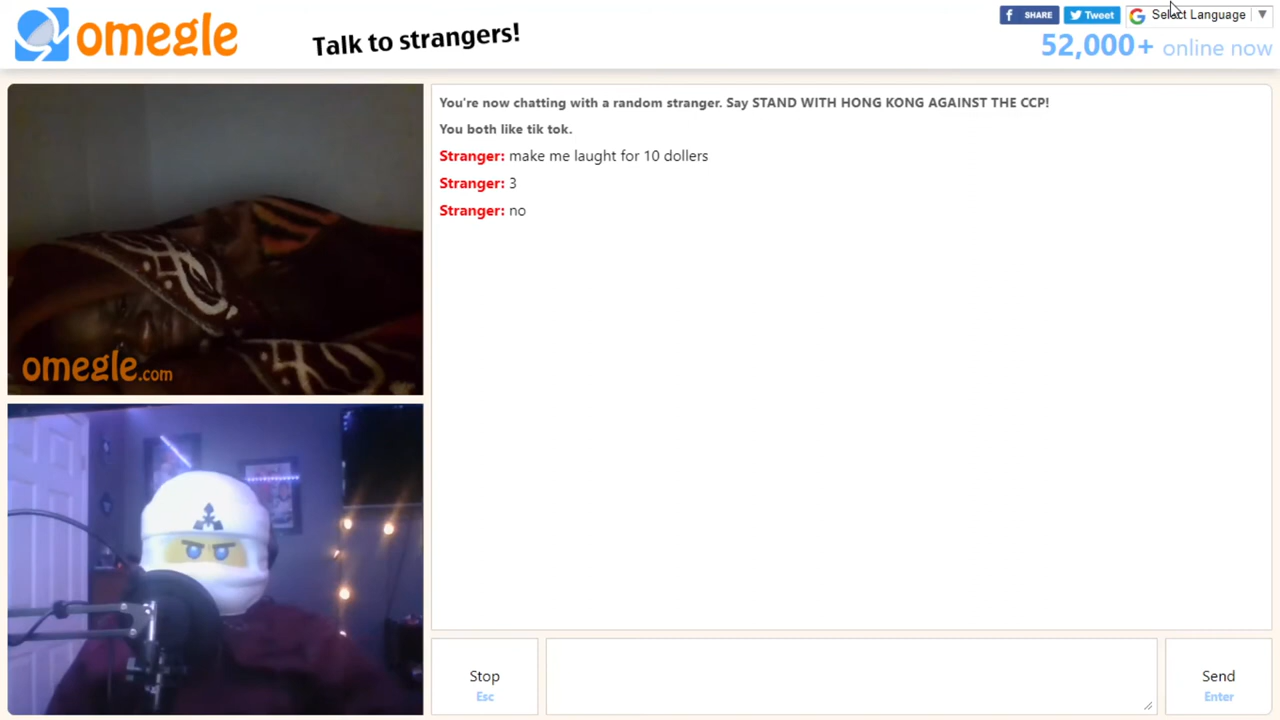 omegle
Talk to strangers!
SHARE
Tweet
Select Language
52,000+ online now
You're now chatting with a random stranger. Say STAND WITH HONG KONG AGAINST THE CCP!
You both like tik tok.
Stranger: make me laught for 10 dollers
Stranger: 3
Stranger: no
omegle.com
Stop
Esc
Send
Enter